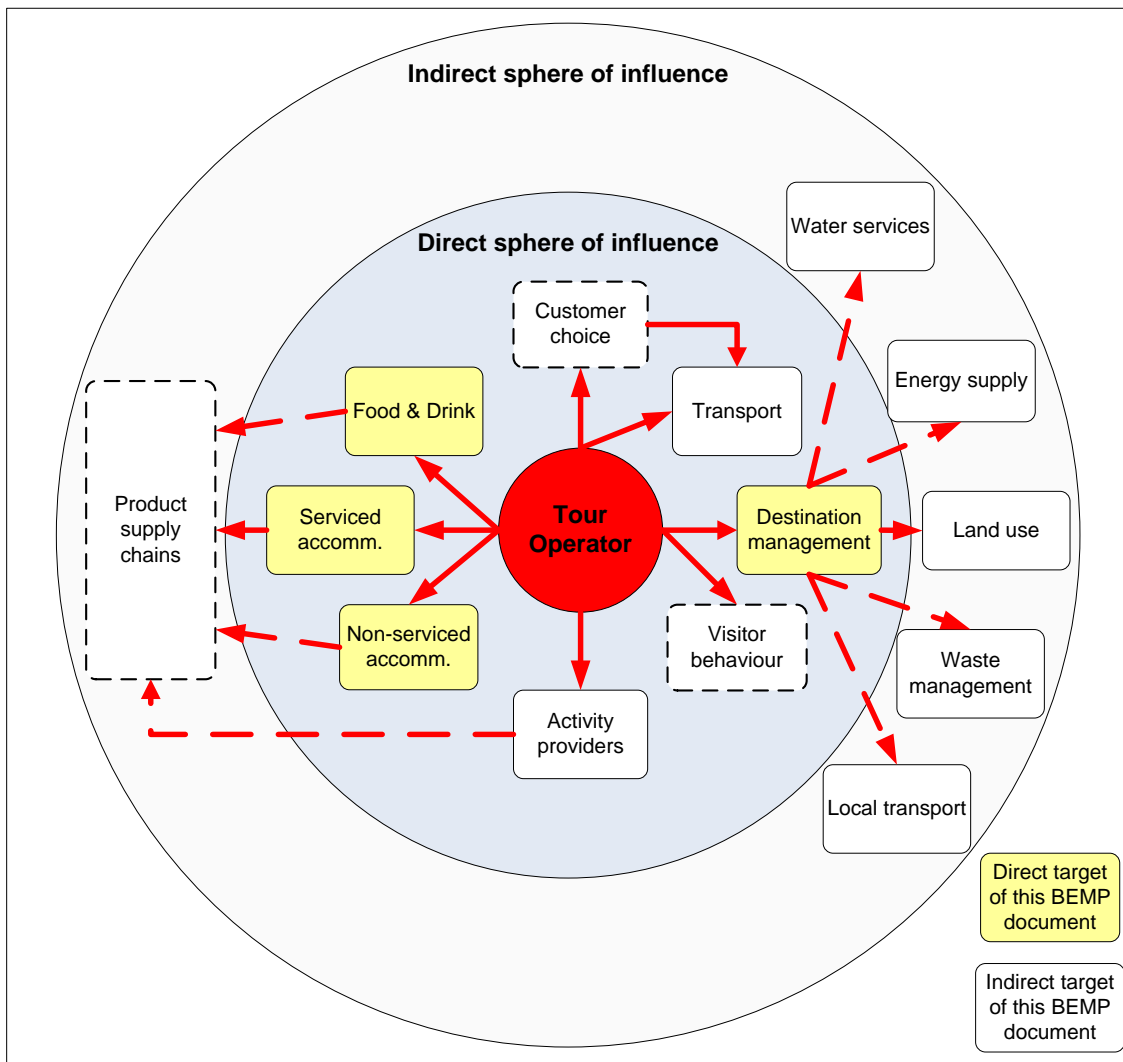 Indirect sphere of influence
Direct sphere of influence
Water services
Customer
choice
Energy supply
Food & Drink
Transport
Product
supply
chains
Serviced
accomm.
Tour
Operator
Destination
management
Land use
Non-serviced
accomm.
Visitor
behaviour
Waste
management
Activity
providers
Local transport
Direct target
of this BEMP
document
Indirect target
of this BEMP
document